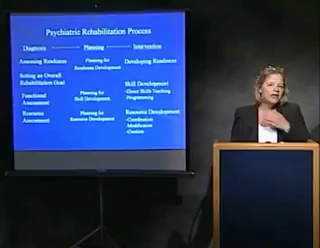 Psychiatric Rehabilitation Process
Diagnosis Planning Intervention
Assessing Readiness Planning for Developing Readiness
Readiness Development
Setting an Overall
Rehabilitation Goal Skill Development
Functional Planning for -Direct Skills Teaching
Assessment Skill Development -Programming
Resource Planning for Resource Development
Assessment Resource Development -Coordination
-Modification
-Creation